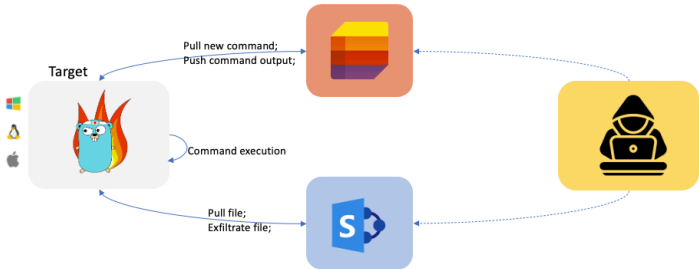 Pull new command;
Push command output;
Target
Command execution
Pull file;
Exfiltrate file;
S